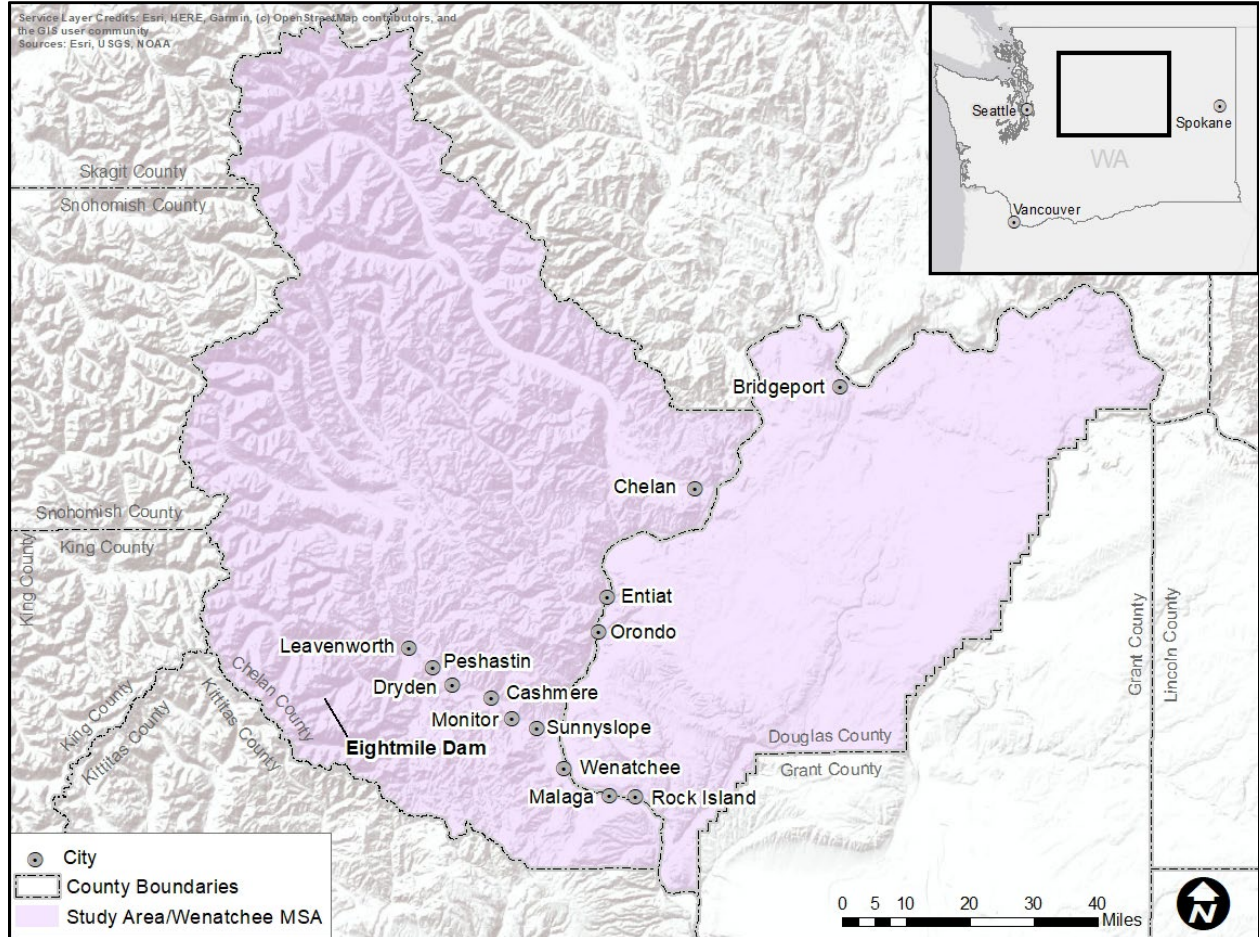 Service Layer Credits: Esri, HERE, Garmin, (c) OpenStreetMap contributors, and
the GIS user community
Sources: Esri, USGS, NOAA
Seattle
Spokane
WA
Vancouver
Skagit County
Snohomish County
Bridgeport
Chelan
Snohomish County
King County
King County
Entiat
Orondo
Leavenworth
Peshastin
Dryden
Cashmere
Monitor
Sunnyslope
Grant County
Lincoln County
King County
Kittitas County
Chelan County
Kittitas County
Eightmile Dam
Douglas County
Grant County
Wenatchee
Malaga
Rock Island
City
County Boundaries
Study Area/Wenatchee MSA
0 5 10 20 30 40
Miles
N